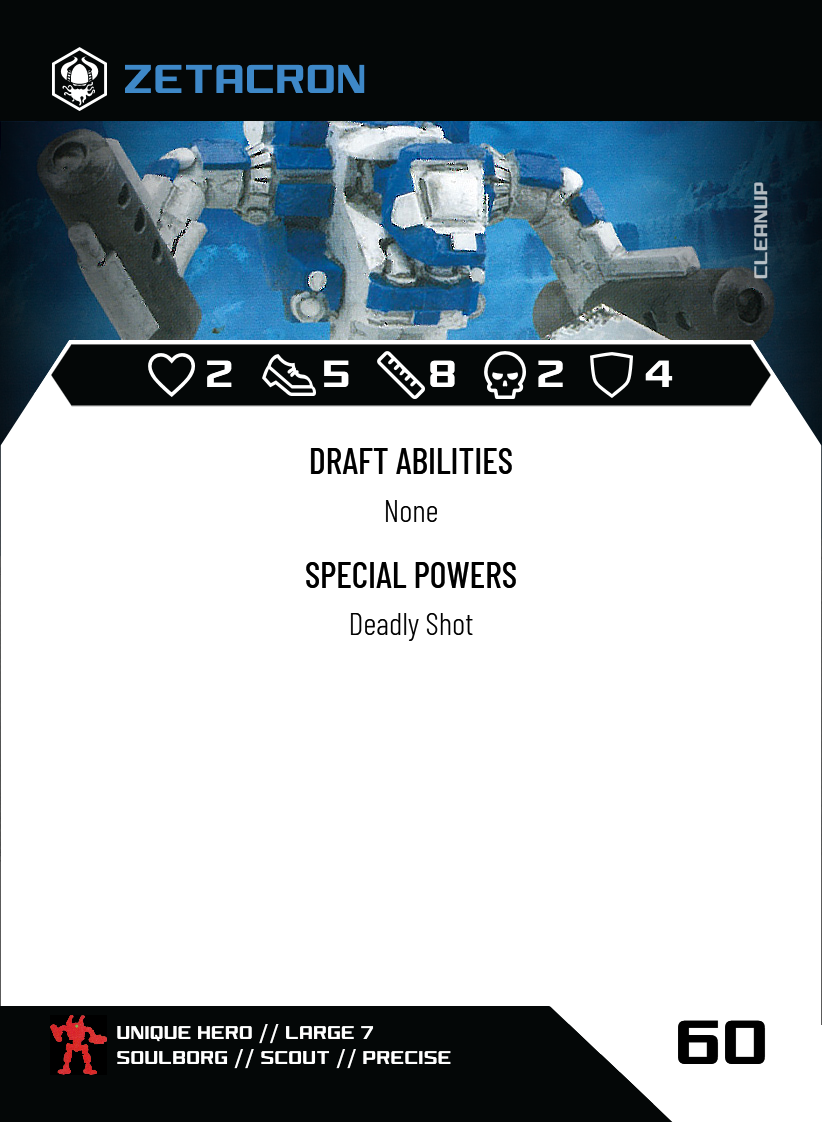 ZETACRON
CLEANUP
2 5 8 2 4
DRAFT ABILITIES
None
SPECIAL POWERS
Deadly Shot
UNIQUE HERO // LARGE 7
SOULBORG // SCOUT // PRECISE
60